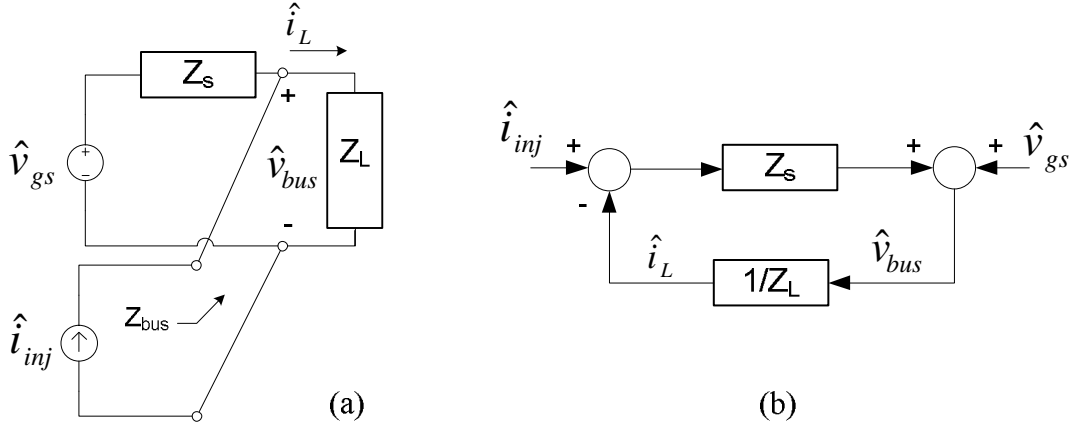 î_L
Z_s
+
v̂_gs
+
-
v̂_bus
Z_L
-
Z_bus
î_inj
(a)
î_inj
+
-
Z_s
+
+
v̂_gs
î_L
1/Z_L
v̂_bus
(b)